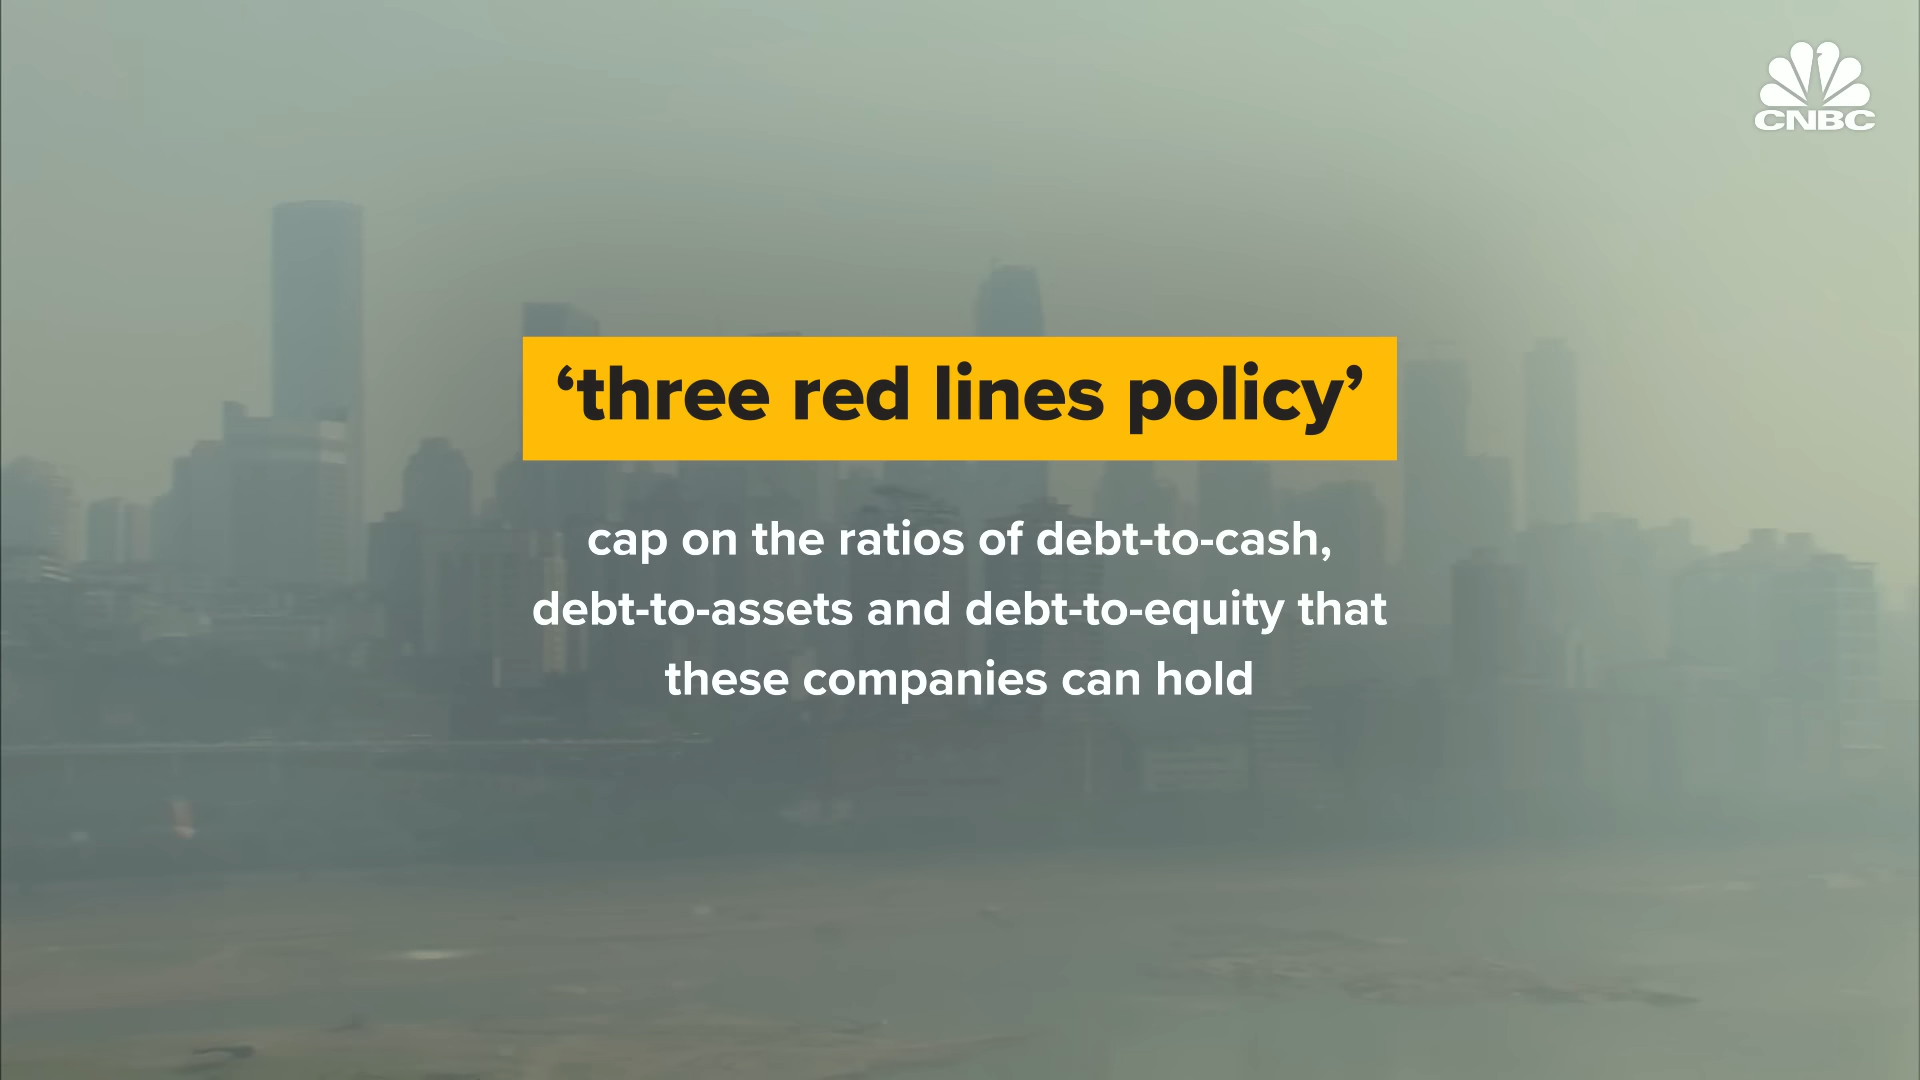 CNBC
‘three red lines policy’
cap on the ratios of debt-to-cash,
debt-to-assets and debt-to-equity that
these companies can hold